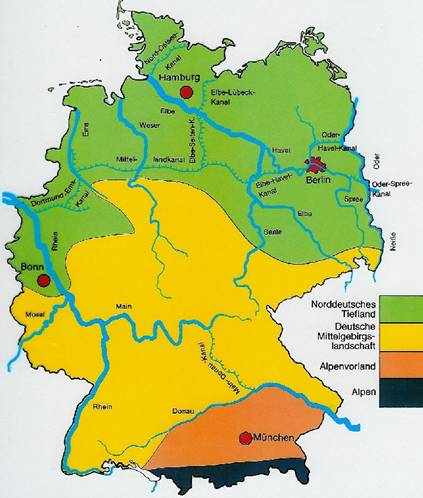 Nord-Ostsee-
Kanal
Hamburg
Elbe-Lübeck-
Kanal
Ems
Weser
Elbe
Elbe-Seiten-K.
Mittel-
landkanal
Havel
Oder-
Havel-Kanal
Oder
Berlin
Elbe-Havel-
Kanal
Oder-Spree-
Kanal
Spree
Dortmund-Ems-
Kanal
Elbe
Saale
Neiße
Rhein
Bonn
Mosel
Main
Main-Donau-Kanal
Rhein
Donau
München
Norddeutsches
Tiefland
Deutsche
Mittelgebirgs-
landschaft
Alpenvorland
Alpen